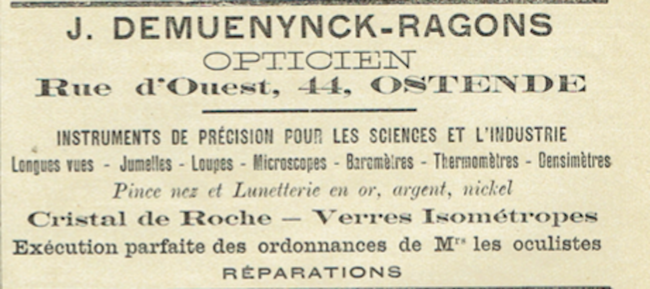 J. DEMUENYNCK-RAGONS
OPTICIEN
Rue d'Ouest, 44, OSTENDE
INSTRUMENTS DE PRÉCISION POUR LES SCIENCES ET L'INDUSTRIE
Longues vues - Jumelles - Loupes - Microscopes - Baromètres - Thermomètres - Densimètres
Pince nez et Lunetterie en or, argent, nickel
Cristal de Roche — Verres Isométropes
Exécution parfaite des ordonnances de Mrs les oculistes
RÉPARATIONS